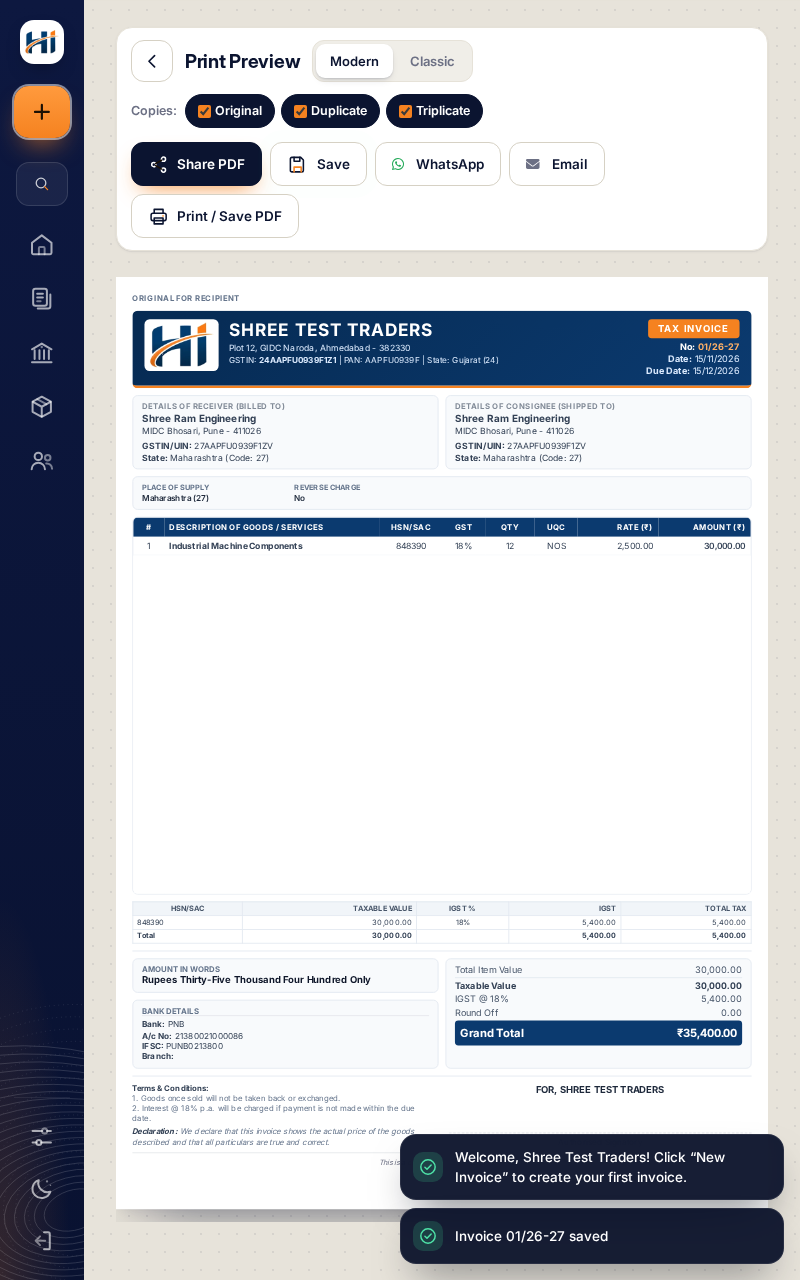 Hi
Print Preview
Modern
Classic
Copies:
Original
Duplicate
Triplicate
Share PDF
Save
WhatsApp
Email
Print / Save PDF
ORIGINAL FOR RECIPIENT
Hi
SHREE TEST TRADERS
Plot 12, GIDC Naroda, Ahmedabad - 382330
GSTIN: 24AAPFU0939F1Z1 | PAN: AAPFU0939F | State: Gujarat (24)
TAX INVOICE
No: 01/26-27
Date: 15/11/2026
Due Date: 15/12/2026
DETAILS OF RECEIVER (BILLED TO)
Shree Ram Engineering
MIDC Bhosari, Pune - 411026
GSTIN/UIN: 27AAPFU0939F1ZV
State: Maharashtra (Code: 27)
DETAILS OF CONSIGNEE (SHIPPED TO)
Shree Ram Engineering
MIDC Bhosari, Pune - 411026
GSTIN/UIN: 27AAPFU0939F1ZV
State: Maharashtra (Code: 27)
PLACE OF SUPPLY
Maharashtra (27)
REVERSE CHARGE
No
# DESCRIPTION OF GOODS / SERVICES HSN/SAC GST QTY UQC RATE (₹) AMOUNT (₹)
1 Industrial Machine Components 848390 18% 12 NOS 2,500.00 30,000.00
HSN/SAC TAXABLE VALUE IGST % IGST TOTAL TAX
848390 30,000.00 18% 5,400.00 5,400.00
Total 30,000.00 5,400.00 5,400.00
AMOUNT IN WORDS
Rupees Thirty-Five Thousand Four Hundred Only
BANK DETAILS
Bank: PNB
A/c No: 21380021000086
IFSC: PUNB0213800
Branch:
Total Item Value 30,000.00
Taxable Value 30,000.00
IGST @ 18% 5,400.00
Round Off 0.00
Grand Total ₹35,400.00
Terms & Conditions:
1. Goods once sold will not be taken back or exchanged.
2. Interest @ 18% p.a. will be charged if payment is not made within the due
date.
Declaration: We declare that this invoice shows the actual price of the goods
described and that all particulars are true and correct.
FOR, SHREE TEST TRADERS
This is
Welcome, Shree Test Traders! Click “New
Invoice” to create your first invoice.
Invoice 01/26-27 saved